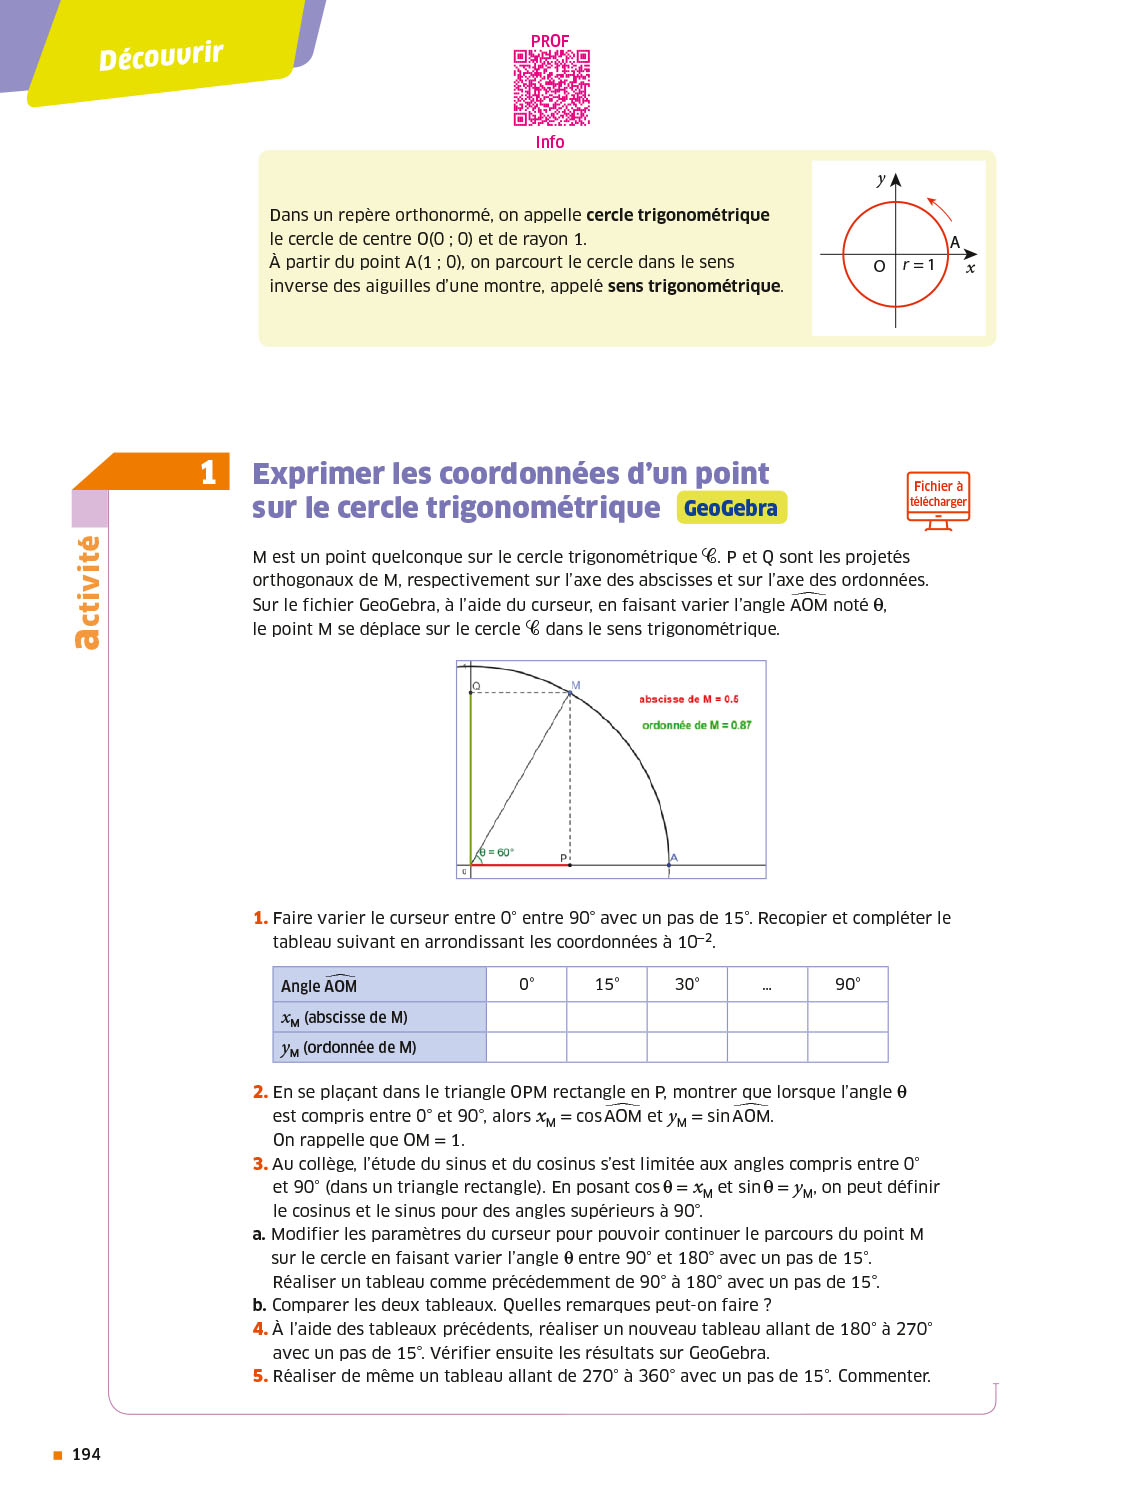 Découvrir
PROF
Info
Dans un repère orthonormé, on appelle cercle trigonométrique
le cercle de centre O(0 ; 0) et de rayon 1.
À partir du point A(1 ; 0), on parcourt le cercle dans le sens
inverse des aiguilles d’une montre, appelé sens trigonométrique.
y
A
O
r = 1
x
1
activité
Exprimer les coordonnées d’un point
sur le cercle trigonométrique GeoGebra
Fichier à
télécharger
M est un point quelconque sur le cercle trigonométrique 𝒞. P et Q sont les projetés
orthogonaux de M, respectivement sur l’axe des abscisses et sur l’axe des ordonnées.
Sur le fichier GeoGebra, à l’aide du curseur, en faisant varier l’angle AOM noté θ,
le point M se déplace sur le cercle 𝒞 dans le sens trigonométrique.
1
Q
M
abscisse de M = 0.5
ordonnée de M = 0.87
θ = 60°
P
A
0
1
1. Faire varier le curseur entre 0° entre 90° avec un pas de 15°. Recopier et compléter le
tableau suivant en arrondissant les coordonnées à 10⁻².
Angle AOM 0° 15° 30° ... 90°
xM (abscisse de M)
yM (ordonnée de M)
2. En se plaçant dans le triangle OPM rectangle en P, montrer que lorsque l’angle θ
est compris entre 0° et 90°, alors xM = cos AOM et yM = sin AOM.
On rappelle que OM = 1.
3. Au collège, l’étude du sinus et du cosinus s’est limitée aux angles compris entre 0°
et 90° (dans un triangle rectangle). En posant cos θ = xM et sin θ = yM, on peut définir
le cosinus et le sinus pour des angles supérieurs à 90°.
a. Modifier les paramètres du curseur pour pouvoir continuer le parcours du point M
sur le cercle en faisant varier l’angle θ entre 90° et 180° avec un pas de 15°.
Réaliser un tableau comme précédemment de 90° à 180° avec un pas de 15°.
b. Comparer les deux tableaux. Quelles remarques peut-on faire ?
4. À l’aide des tableaux précédents, réaliser un nouveau tableau allant de 180° à 270°
avec un pas de 15°. Vérifier ensuite les résultats sur GeoGebra.
5. Réaliser de même un tableau allant de 270° à 360° avec un pas de 15°. Commenter.
194